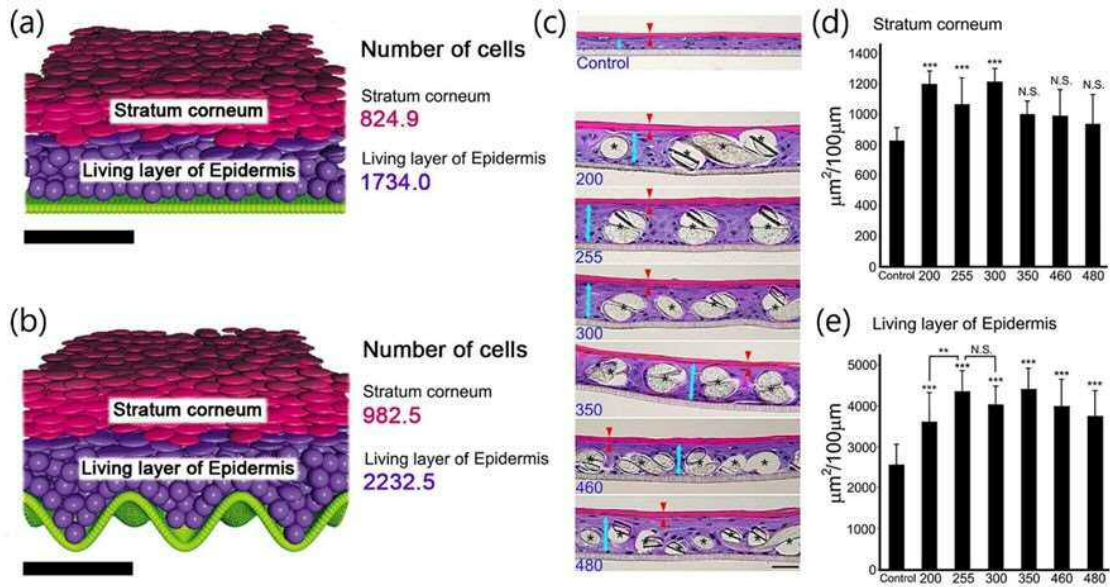 (a)
Stratum corneum
Living layer of Epidermis
Number of cells
Stratum corneum
824.9
Living layer of Epidermis
1734.0
(b)
Stratum corneum
Living layer of Epidermis
Number of cells
Stratum corneum
982.5
Living layer of Epidermis
2232.5
(c)
Control
200
255
300
350
460
480
(d) Stratum corneum
μm²/100μm
1400
1200
1000
800
600
400
200
0
*** *** *** N.S. N.S. N.S.
Control 200 255 300 350 460 480
(e) Living layer of Epidermis
μm²/100μm
5000
4000
3000
2000
1000
0
** N.S.
*** *** *** *** *** ***
Control 200 255 300 350 460 480